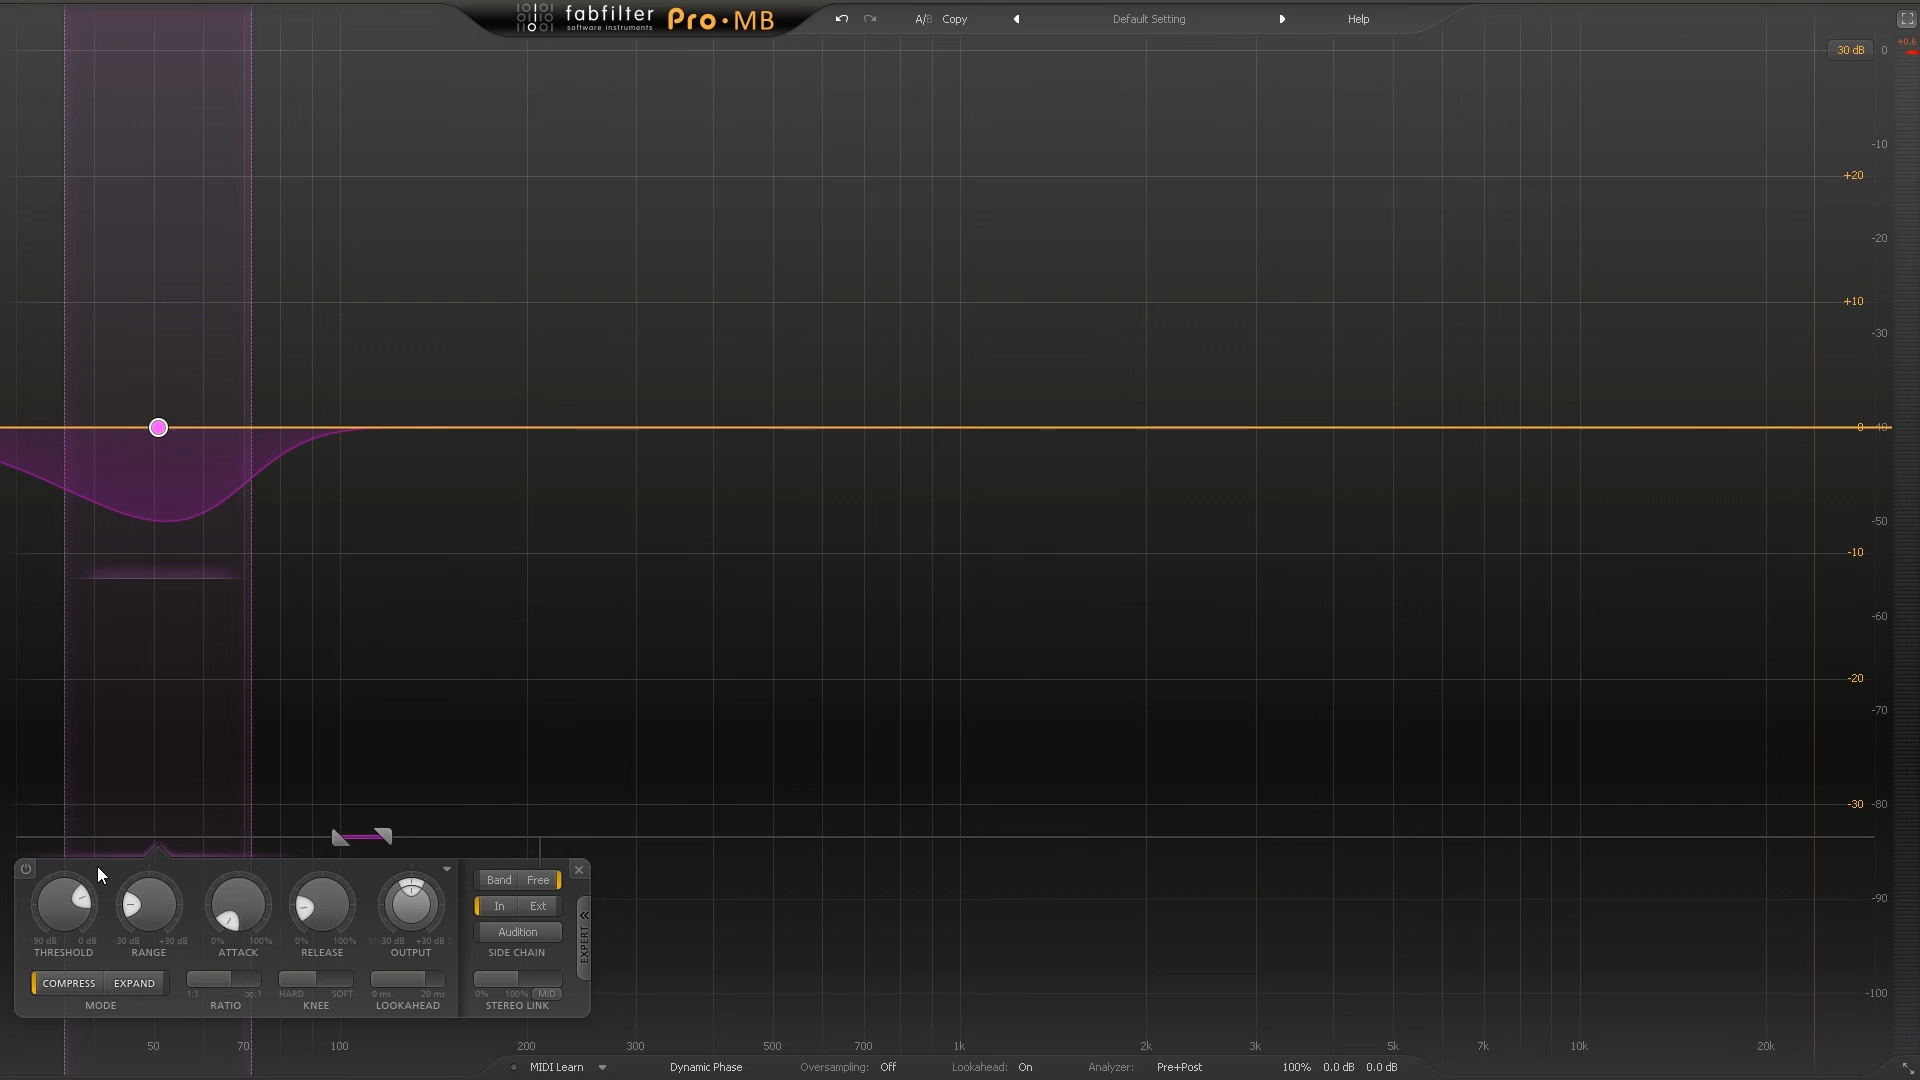 fabfilter Pro·MB
software instruments
A/B Copy Default Setting Help
+0.6
30 dB 0
-10
+20
-20
+10
-30
0 -40
-50
-10
-60
-20
-70
-30 -80
-90
-100
Band Free
In Ext
Audition
SIDE CHAIN
EXPERT
-90 dB 0 dB -30 dB +30 dB 0% 100% 0% 100% -30 dB +30 dB
THRESHOLD RANGE ATTACK RELEASE OUTPUT
COMPRESS EXPAND
1:1 ∞:1 HARD SOFT 0 ms 20 ms 0% 100% MID
MODE RATIO KNEE LOOKAHEAD STEREO LINK
50 70 100 200 300 500 700 1k 2k 3k 5k 7k 10k 20k
MIDI Learn Dynamic Phase Oversampling: Off Lookahead: On Analyzer: Pre+Post 100% 0.0 dB 0.0 dB